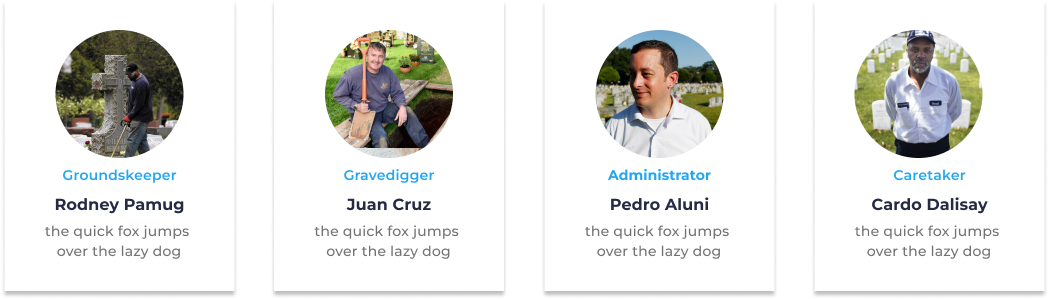 Groundskeeper
Rodney Pamug
the quick fox jumps
over the lazy dog
Gravedigger
Juan Cruz
the quick fox jumps
over the lazy dog
Administrator
Pedro Aluni
the quick fox jumps
over the lazy dog
Caretaker
Cardo Dalisay
the quick fox jumps
over the lazy dog